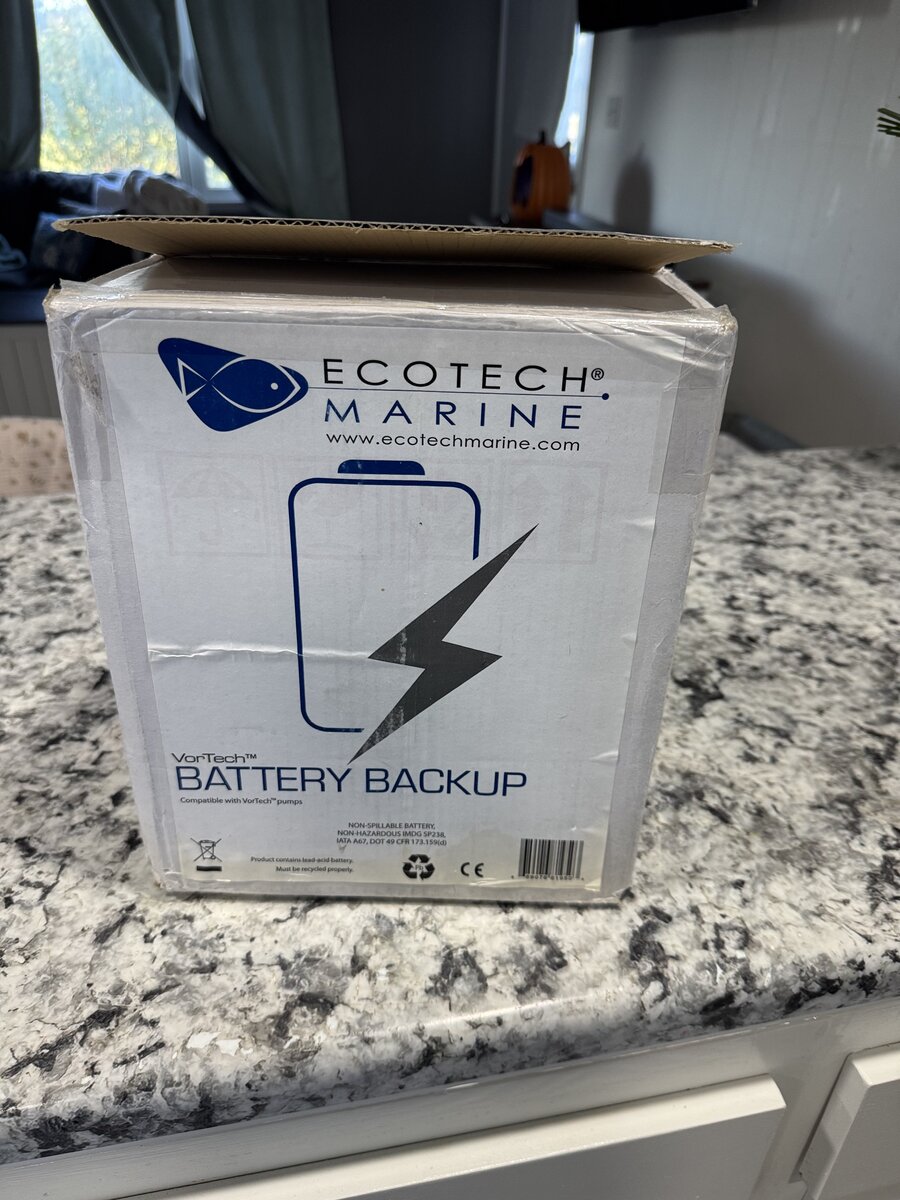 ECOTECH®
MARINE
www.ecotechmarine.com
VorTech™
BATTERY BACKUP
Compatible with VorTech™ pumps
NON-SPILLABLE BATTERY,
NON-HAZARDOUS IMDG SP238,
IATA A67, DOT 49 CFR 173.159(d)
Product contains lead-acid battery.
Must be recycled properly.
Pb
CE